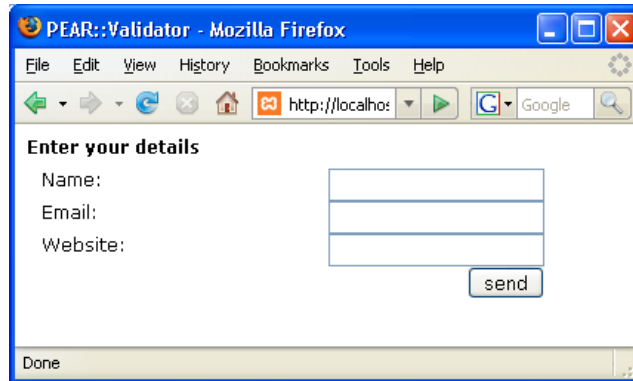 PEAR::Validator - Mozilla Firefox
File Edit View History Bookmarks Tools Help
http://localhos G Google
Enter your details
Name:
Email:
Website:
send
Done